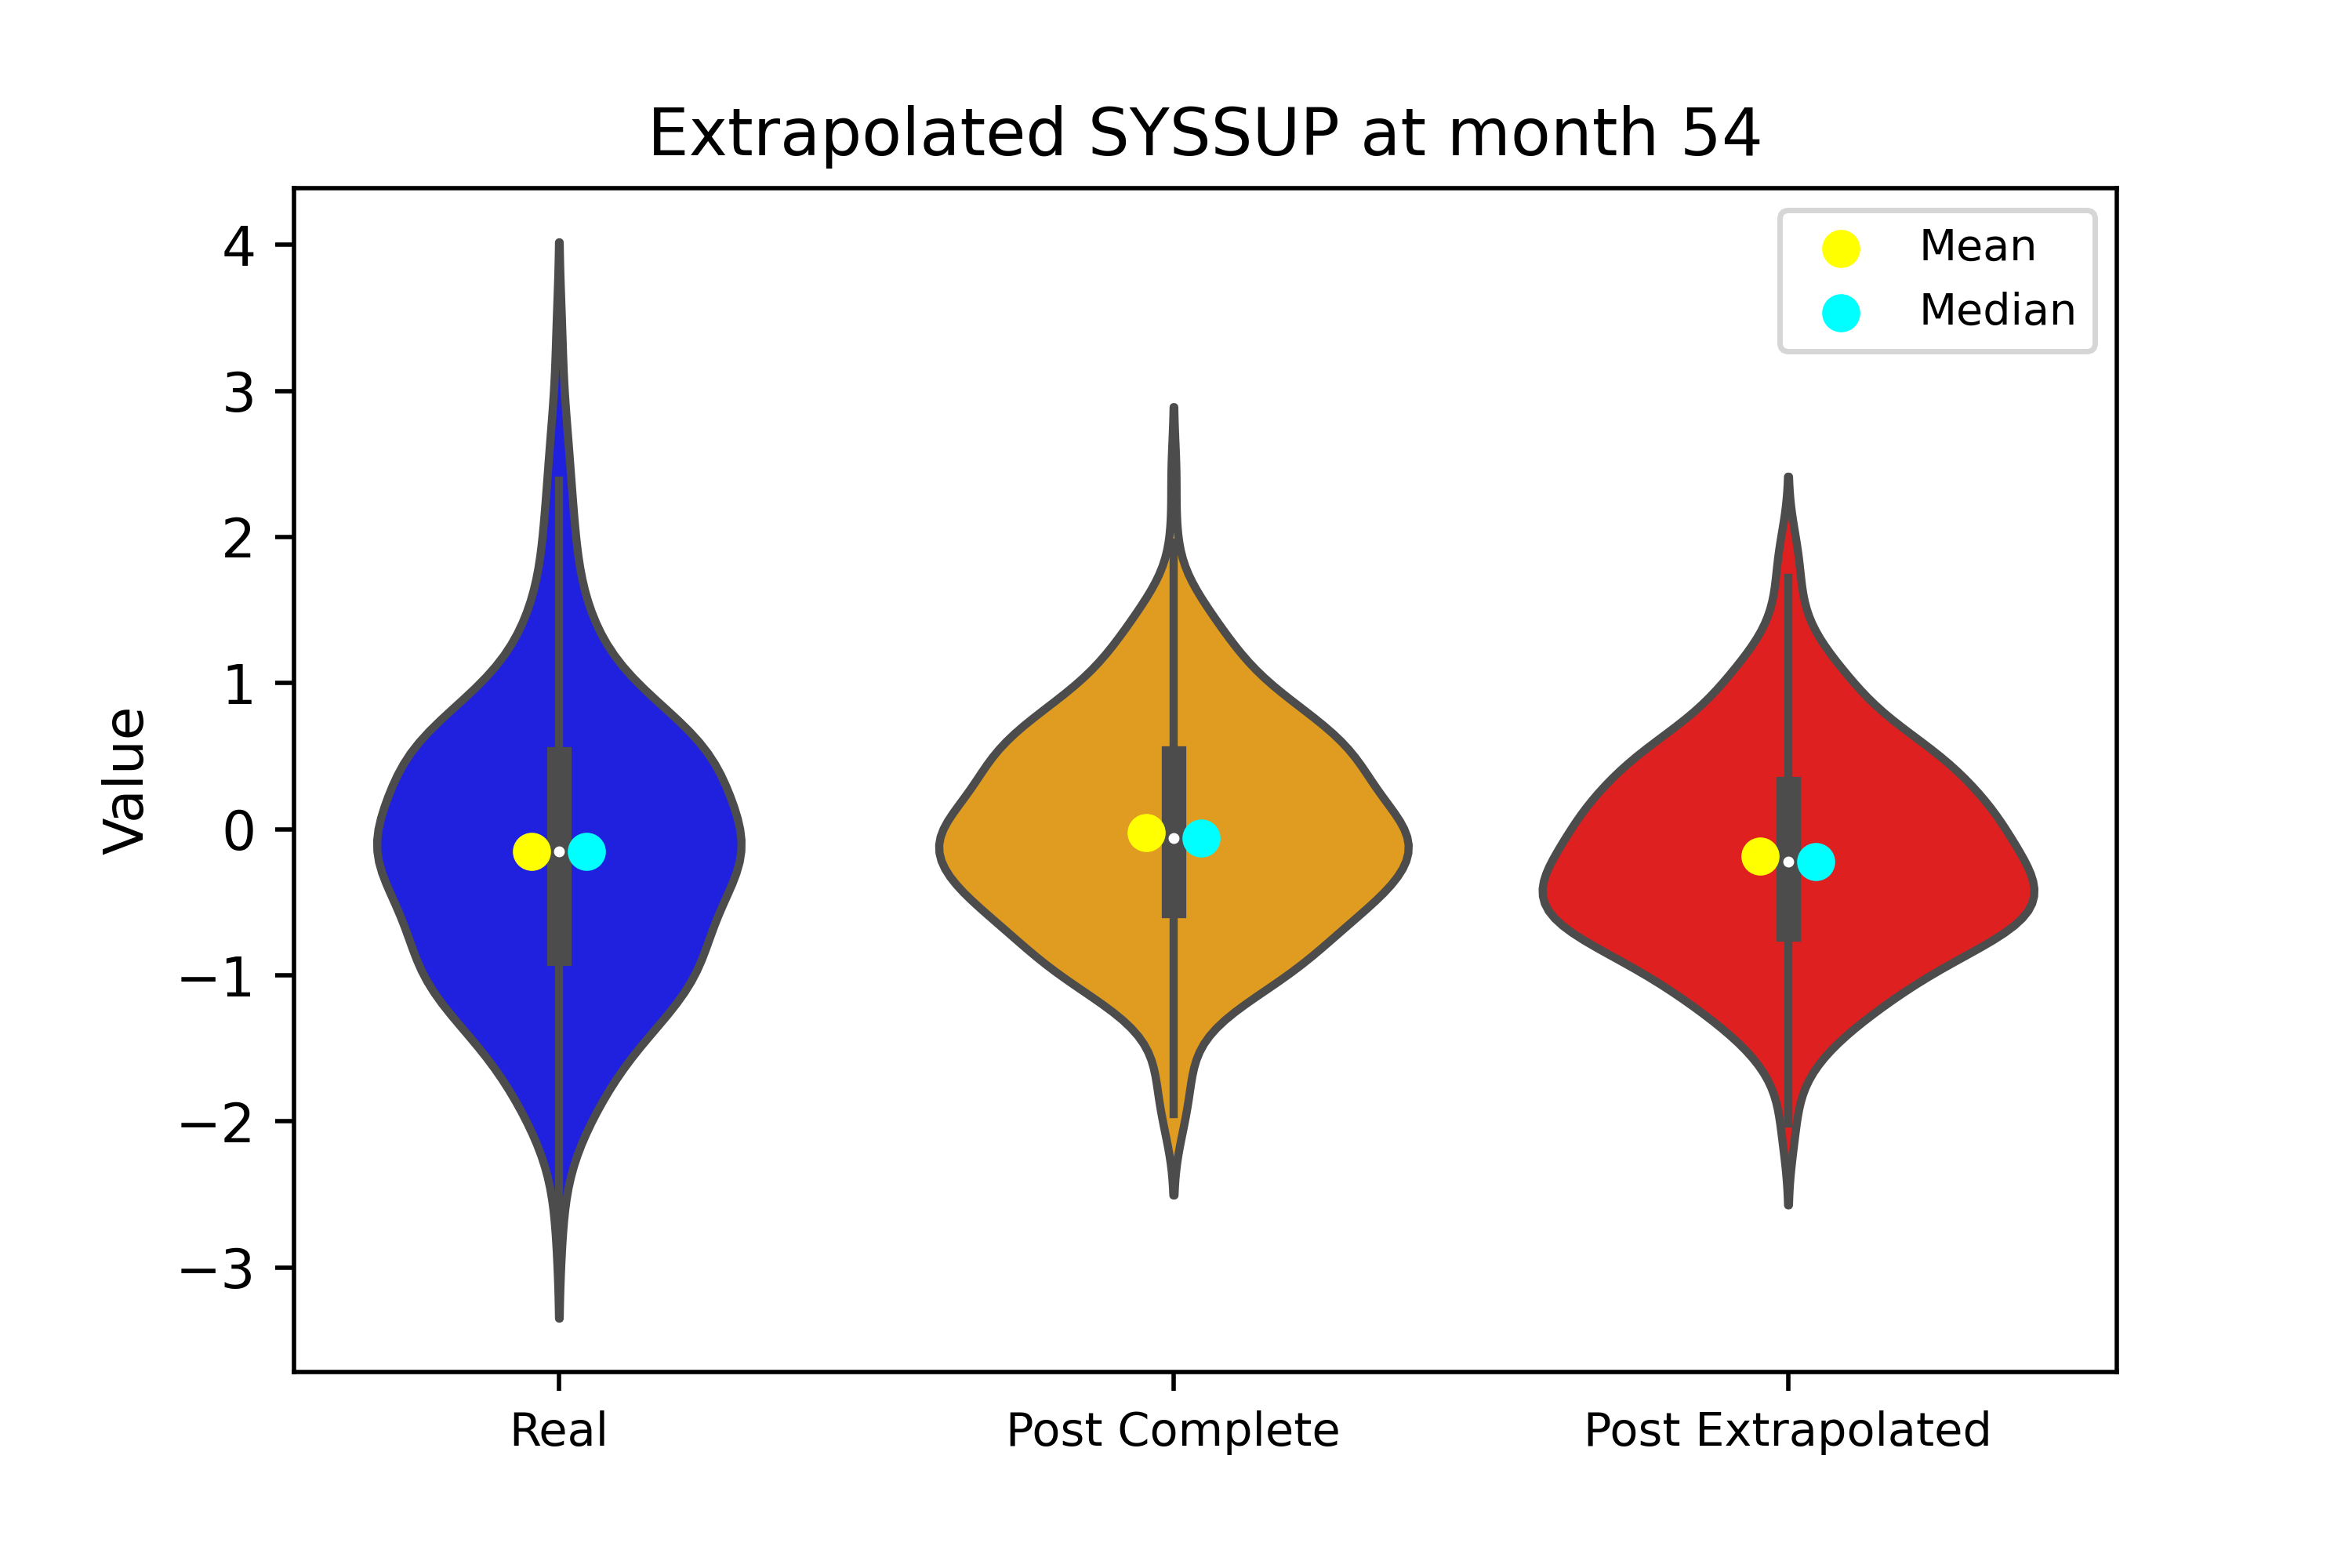 Extrapolated SYSSUP at month 54
Mean
Median
Value
4
3
2
1
0
−1
−2
−3
Real
Post Complete
Post Extrapolated